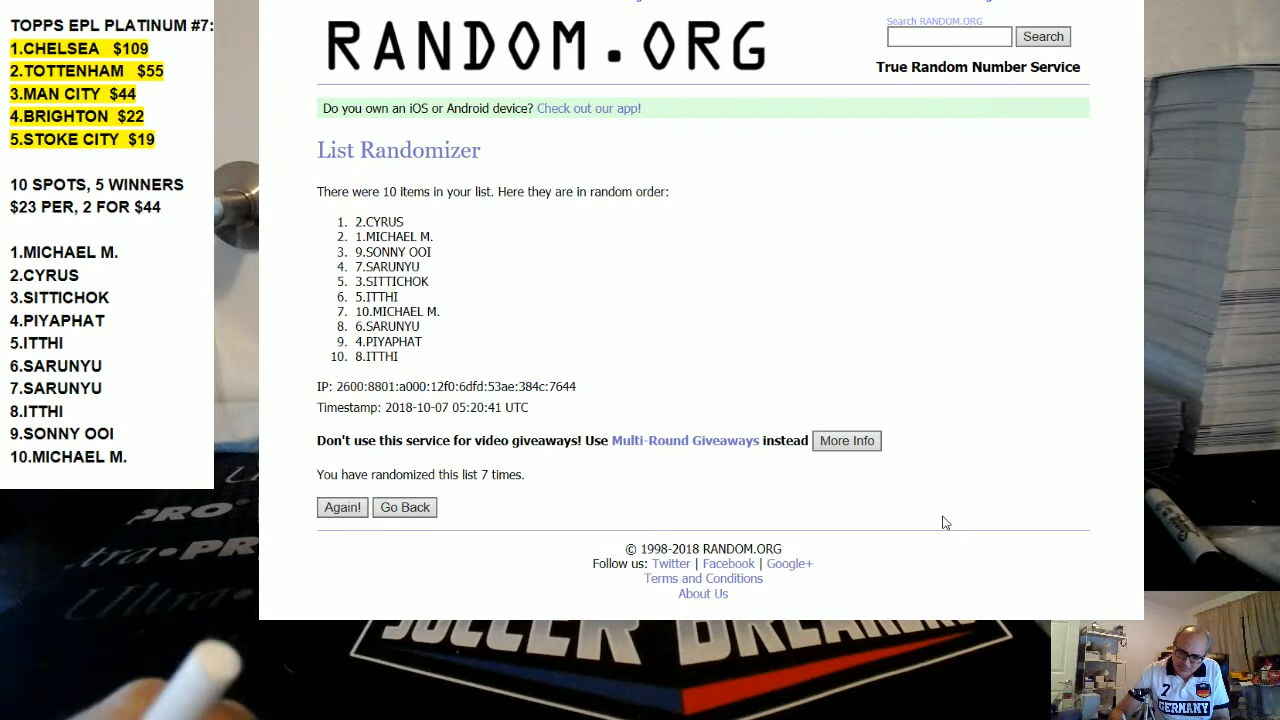 TOPPS EPL PLATINUM #7:
1.CHELSEA $109
2.TOTTENHAM $55
3.MAN CITY $44
4.BRIGHTON $22
5.STOKE CITY $19
10 SPOTS, 5 WINNERS
$23 PER, 2 FOR $44
1.MICHAEL M.
2.CYRUS
3.SITTICHOK
4.PIYAPHAT
5.ITTHI
6.SARUNYU
7.SARUNYU
8.ITTHI
9.SONNY OOI
10.MICHAEL M.
RANDOM.ORG
Search RANDOM.ORG
Search
True Random Number Service
Do you own an iOS or Android device? Check out our app!
List Randomizer
There were 10 items in your list. Here they are in random order:
1. 2.CYRUS
2. 1.MICHAEL M.
3. 9.SONNY OOI
4. 7.SARUNYU
5. 3.SITTICHOK
6. 5.ITTHI
7. 10.MICHAEL M.
8. 6.SARUNYU
9. 4.PIYAPHAT
10. 8.ITTHI
IP: 2600:8801:a000:12f0:6dfd:53ae:384c:7644
Timestamp: 2018-10-07 05:20:41 UTC
Don't use this service for video giveaways! Use Multi-Round Giveaways instead More Info
You have randomized this list 7 times.
Again! Go Back
© 1998-2018 RANDOM.ORG
Follow us: Twitter | Facebook | Google+
Terms and Conditions
About Us
PRO
tra•PR
Ultra•
SOCCER BREAKERS
7
GERMANY